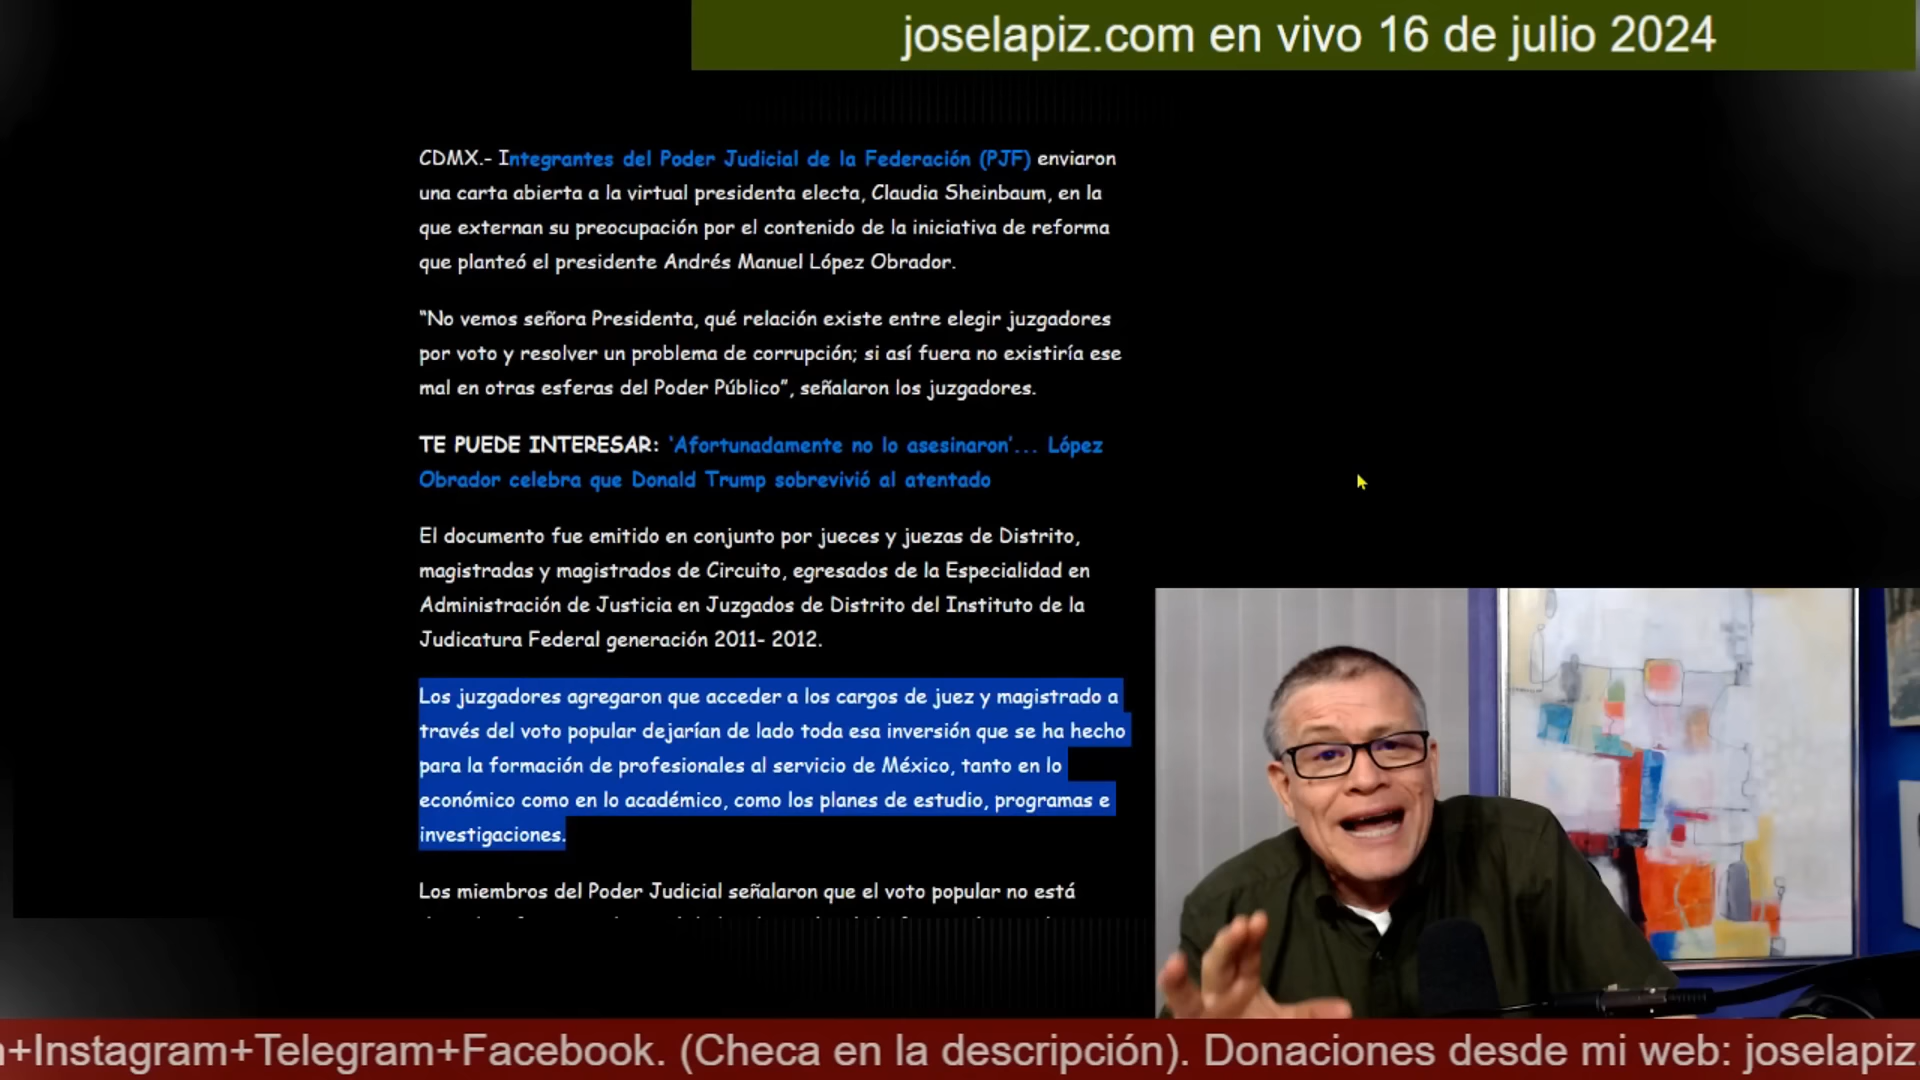 joselapiz.com en vivo 16 de julio 2024
CDMX.- Integrantes del Poder Judicial de la Federación (PJF) enviaron
una carta abierta a la virtual presidenta electa, Claudia Sheinbaum, en la
que externan su preocupación por el contenido de la iniciativa de reforma
que planteó el presidente Andrés Manuel López Obrador.
“No vemos señora Presidenta, qué relación existe entre elegir juzgadores
por voto y resolver un problema de corrupción; si así fuera no existiría ese
mal en otras esferas del Poder Público”, señalaron los juzgadores.
TE PUEDE INTERESAR: ‘Afortunadamente no lo asesinaron’... López
Obrador celebra que Donald Trump sobrevivió al atentado
El documento fue emitido en conjunto por jueces y juezas de Distrito,
magistradas y magistrados de Circuito, egresados de la Especialidad en
Administración de Justicia en Juzgados de Distrito del Instituto de la
Judicatura Federal generación 2011- 2012.
Los juzgadores agregaron que acceder a los cargos de juez y magistrado a
través del voto popular dejarían de lado toda esa inversión que se ha hecho
para la formación de profesionales al servicio de México, tanto en lo
económico como en lo académico, como los planes de estudio, programas e
investigaciones.
Los miembros del Poder Judicial señalaron que el voto popular no está
+Instagram+Telegram+Facebook. (Checa en la descripción). Donaciones desde mi web: joselapiz